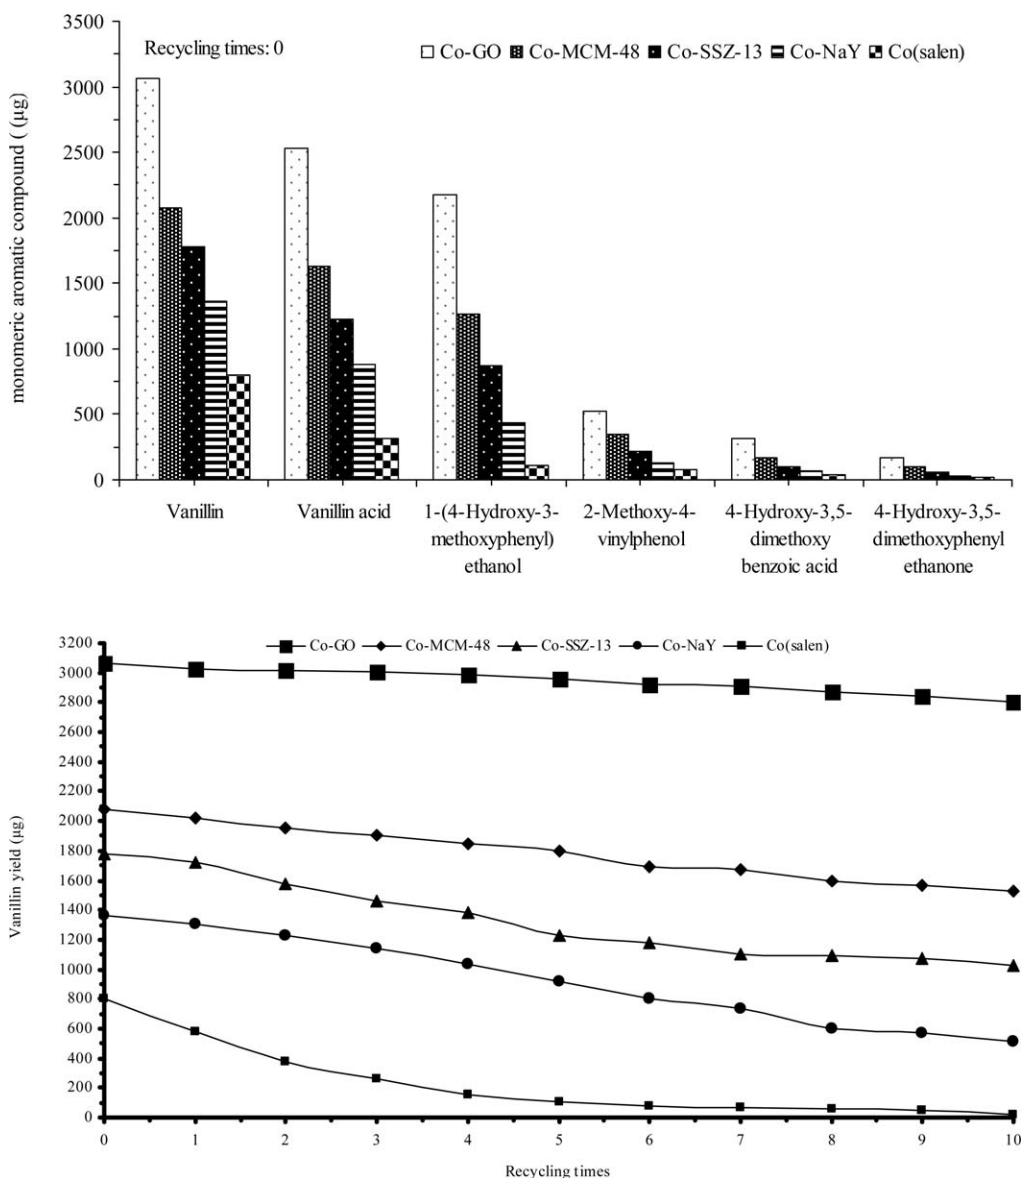 monomeric aromatic compound ( (µg)
3500
3000
2500
2000
1500
1000
500
0
Recycling times: 0
Co-GO Co-MCM-48 Co-SSZ-13 Co-NaY Co(salen)
Vanillin Vanillin acid 1-(4-Hydroxy-3- 2-Methoxy-4- 4-Hydroxy-3,5- 4-Hydroxy-3,5-
methoxyphenyl) vinylphenol dimethoxy dimethoxyphenyl
ethanol benzoic acid ethanone
Vanillin yield (µg)
3200
3000
2800
2600
2400
2200
2000
1800
1600
1400
1200
1000
800
600
400
200
0
Co-GO Co-MCM-48 Co-SSZ-13 Co-NaY Co(salen)
0 1 2 3 4 5 6 7 8 9 10
Recycling times